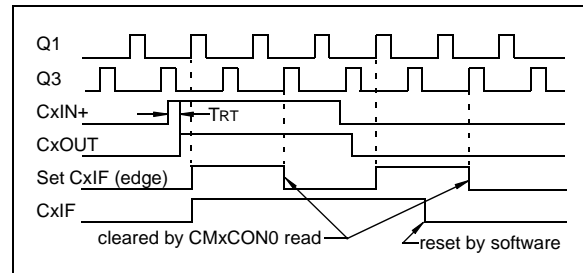 Q1
Q3
CxIN+
TRT
CxOUT
Set CxIF (edge)
CxIF
cleared by CMxCON0 read
reset by software